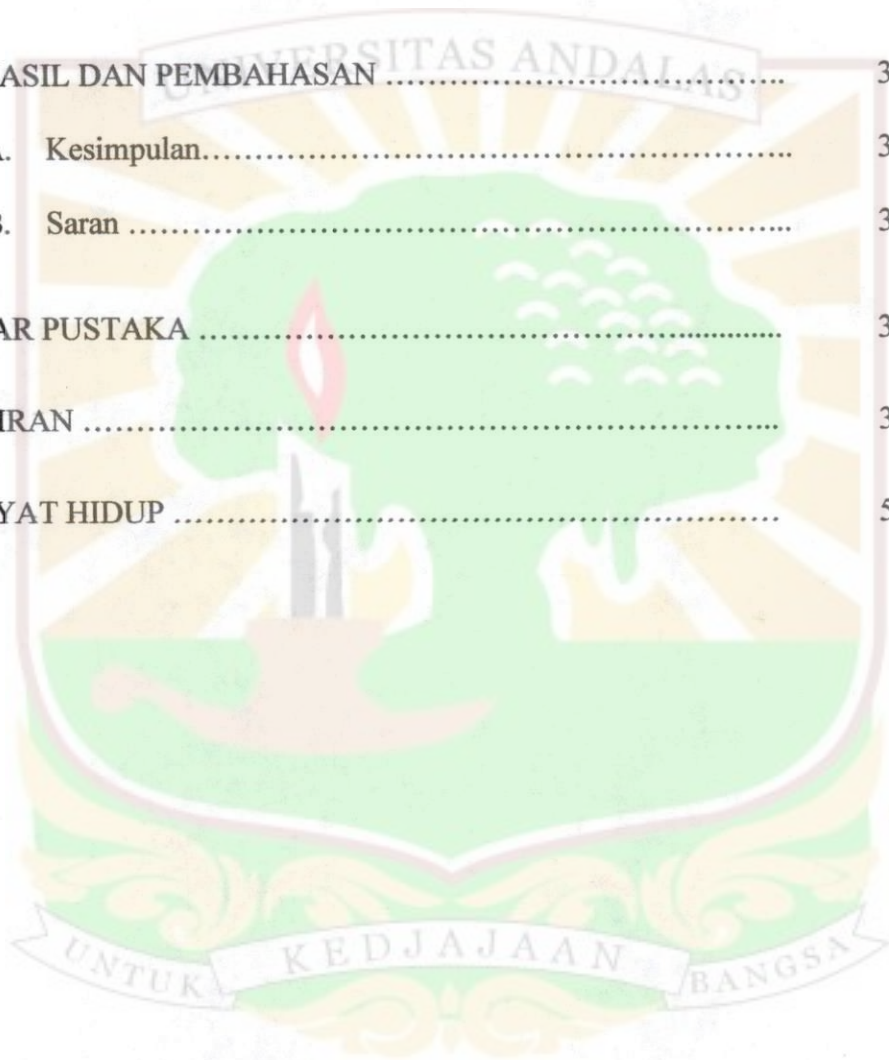 UNIVERSITAS ANDALAS
ASIL DAN PEMBAHASAN ........................................ 3
A. Kesimpulan........................................................... 3
B. Saran .................................................................... 3
AR PUSTAKA ............................................................ 3
IRAN ........................................................................... 3
YAT HIDUP ................................................................ 5
UNTUK KEDJAJAAN BANGSA